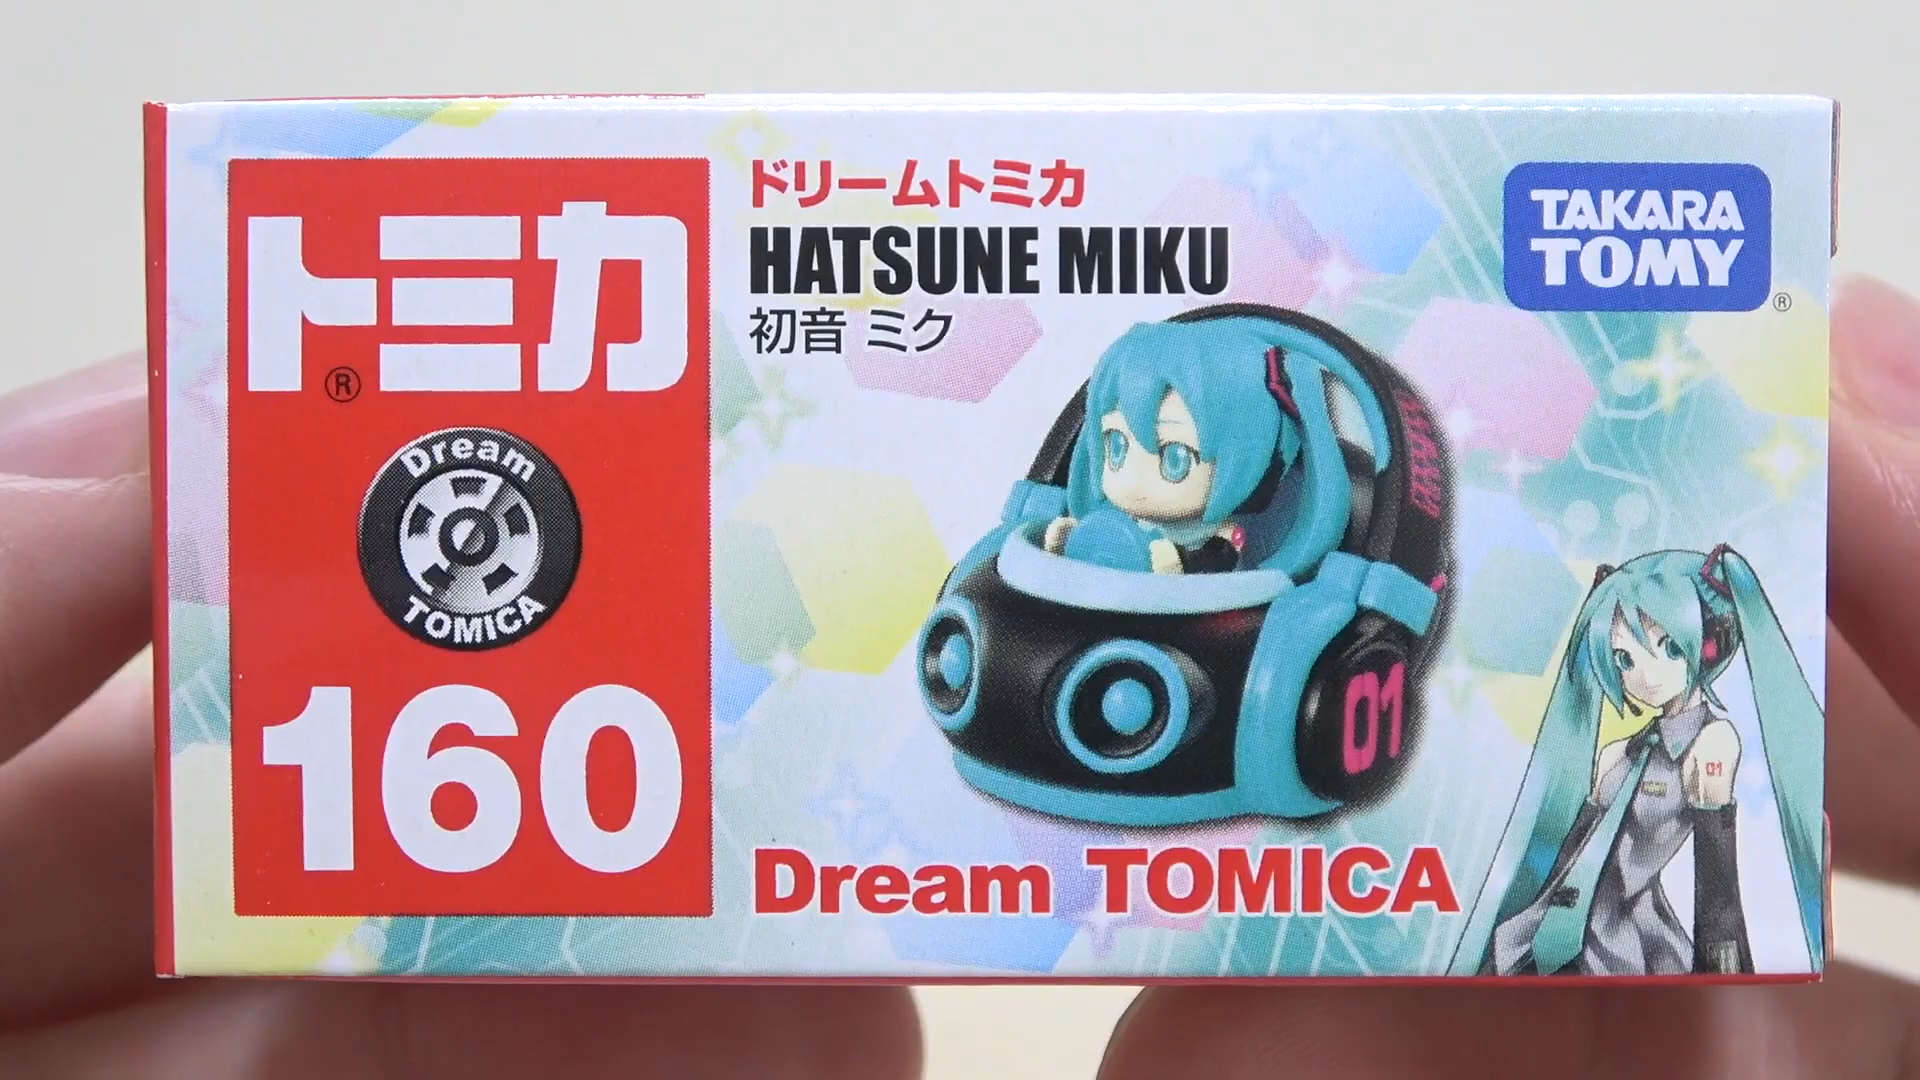 トミカ
®
Dream
TOMICA
160
ドリームトミカ
HATSUNE MIKU
初音 ミク
01
Dream TOMICA
TAKARA
TOMY
®
01